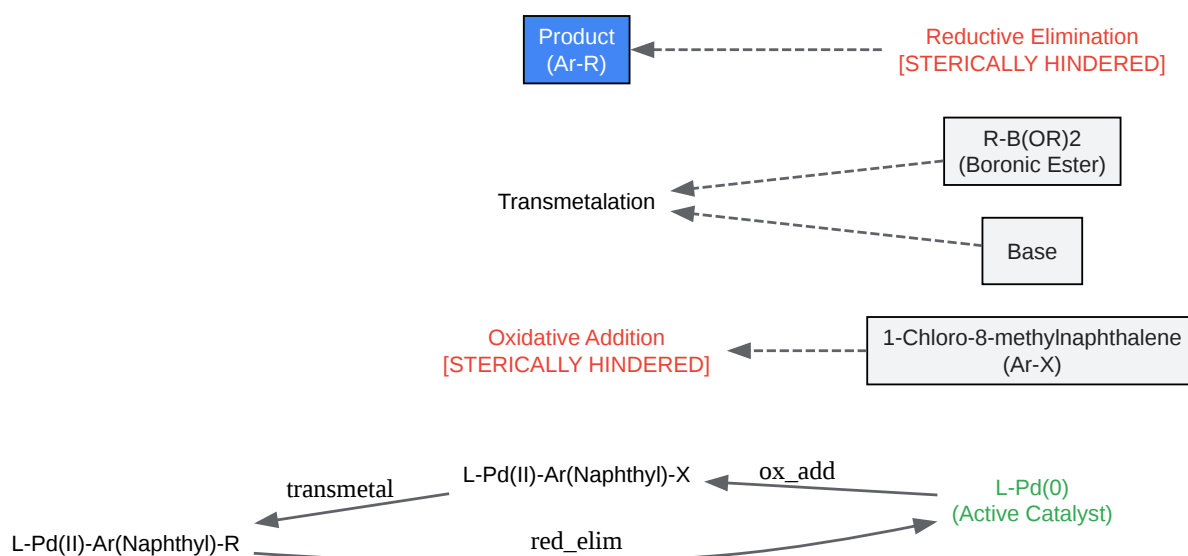 Product
(Ar-R)
Reductive Elimination
[STERICALLY HINDERED]
R-B(OR)2
(Boronic Ester)
Transmetalation
Base
Oxidative Addition
[STERICALLY HINDERED]
1-Chloro-8-methylnaphthalene
(Ar-X)
transmetal
L-Pd(II)-Ar(Naphthyl)-X
ox_add
L-Pd(0)
(Active Catalyst)
L-Pd(II)-Ar(Naphthyl)-R
red_elim